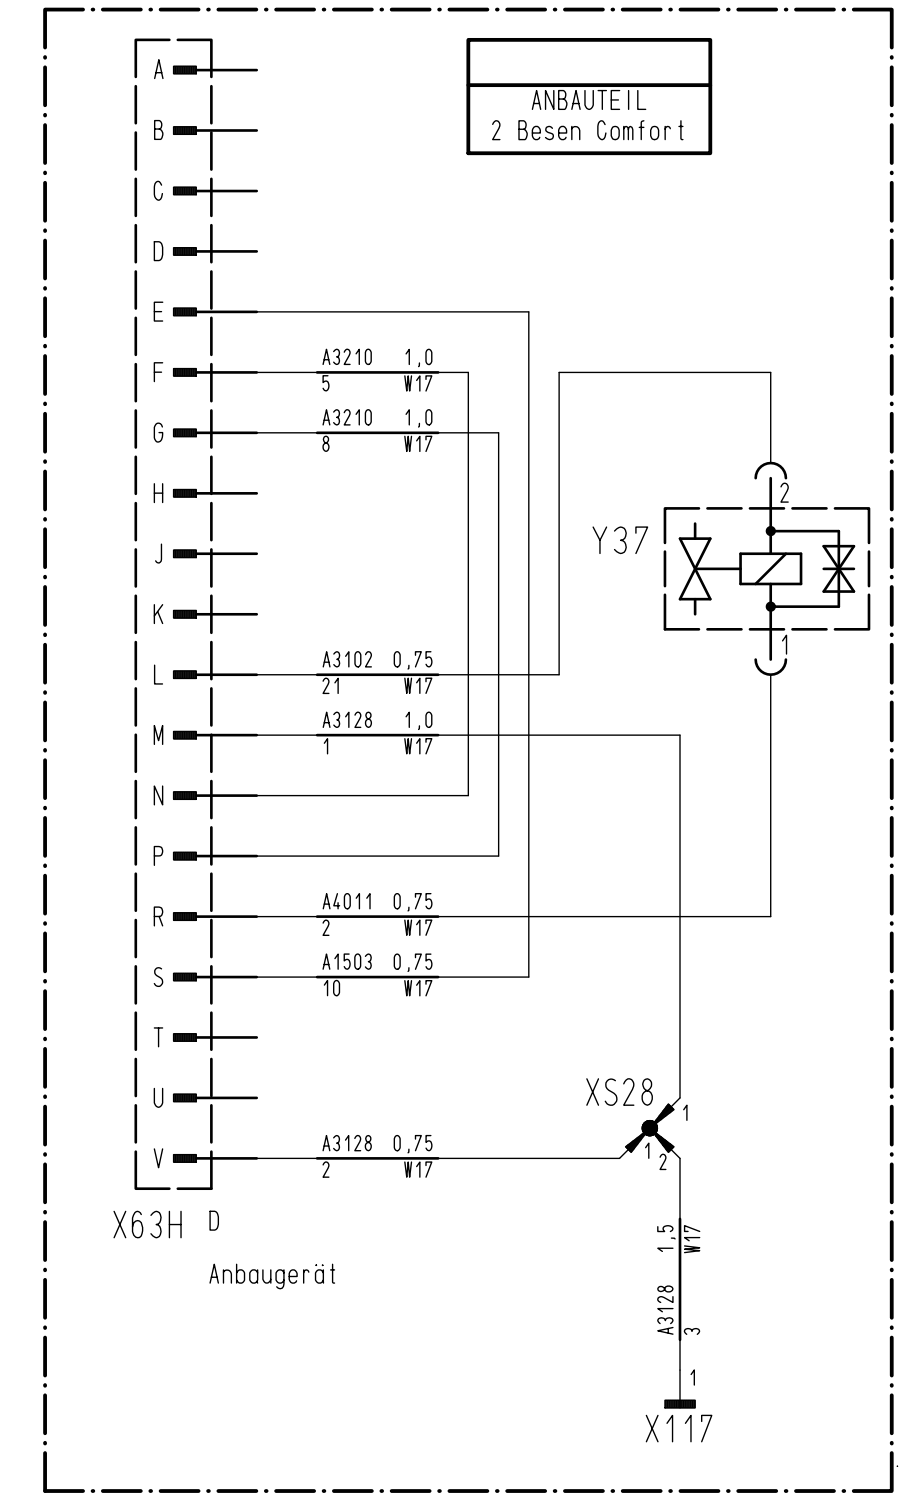 A
ANBAUTEIL
B
2 Besen Comfort
C
D
E
A3210 1,0
F
5 W17
A3210 1,0
G
8 W17
H
2
Y37
J
K
1
A3102 0,75
L
21 W17
A3128 1,0
M
1 W17
N
P
A4011 0,75
R
2 W17
A1503 0,75
S
10 W17
T
XS28
U
1
A3128 0,75
V
1 2
2 W17
X63H D
1,5 W17
Anbaugerät
A3128 3
1
X117